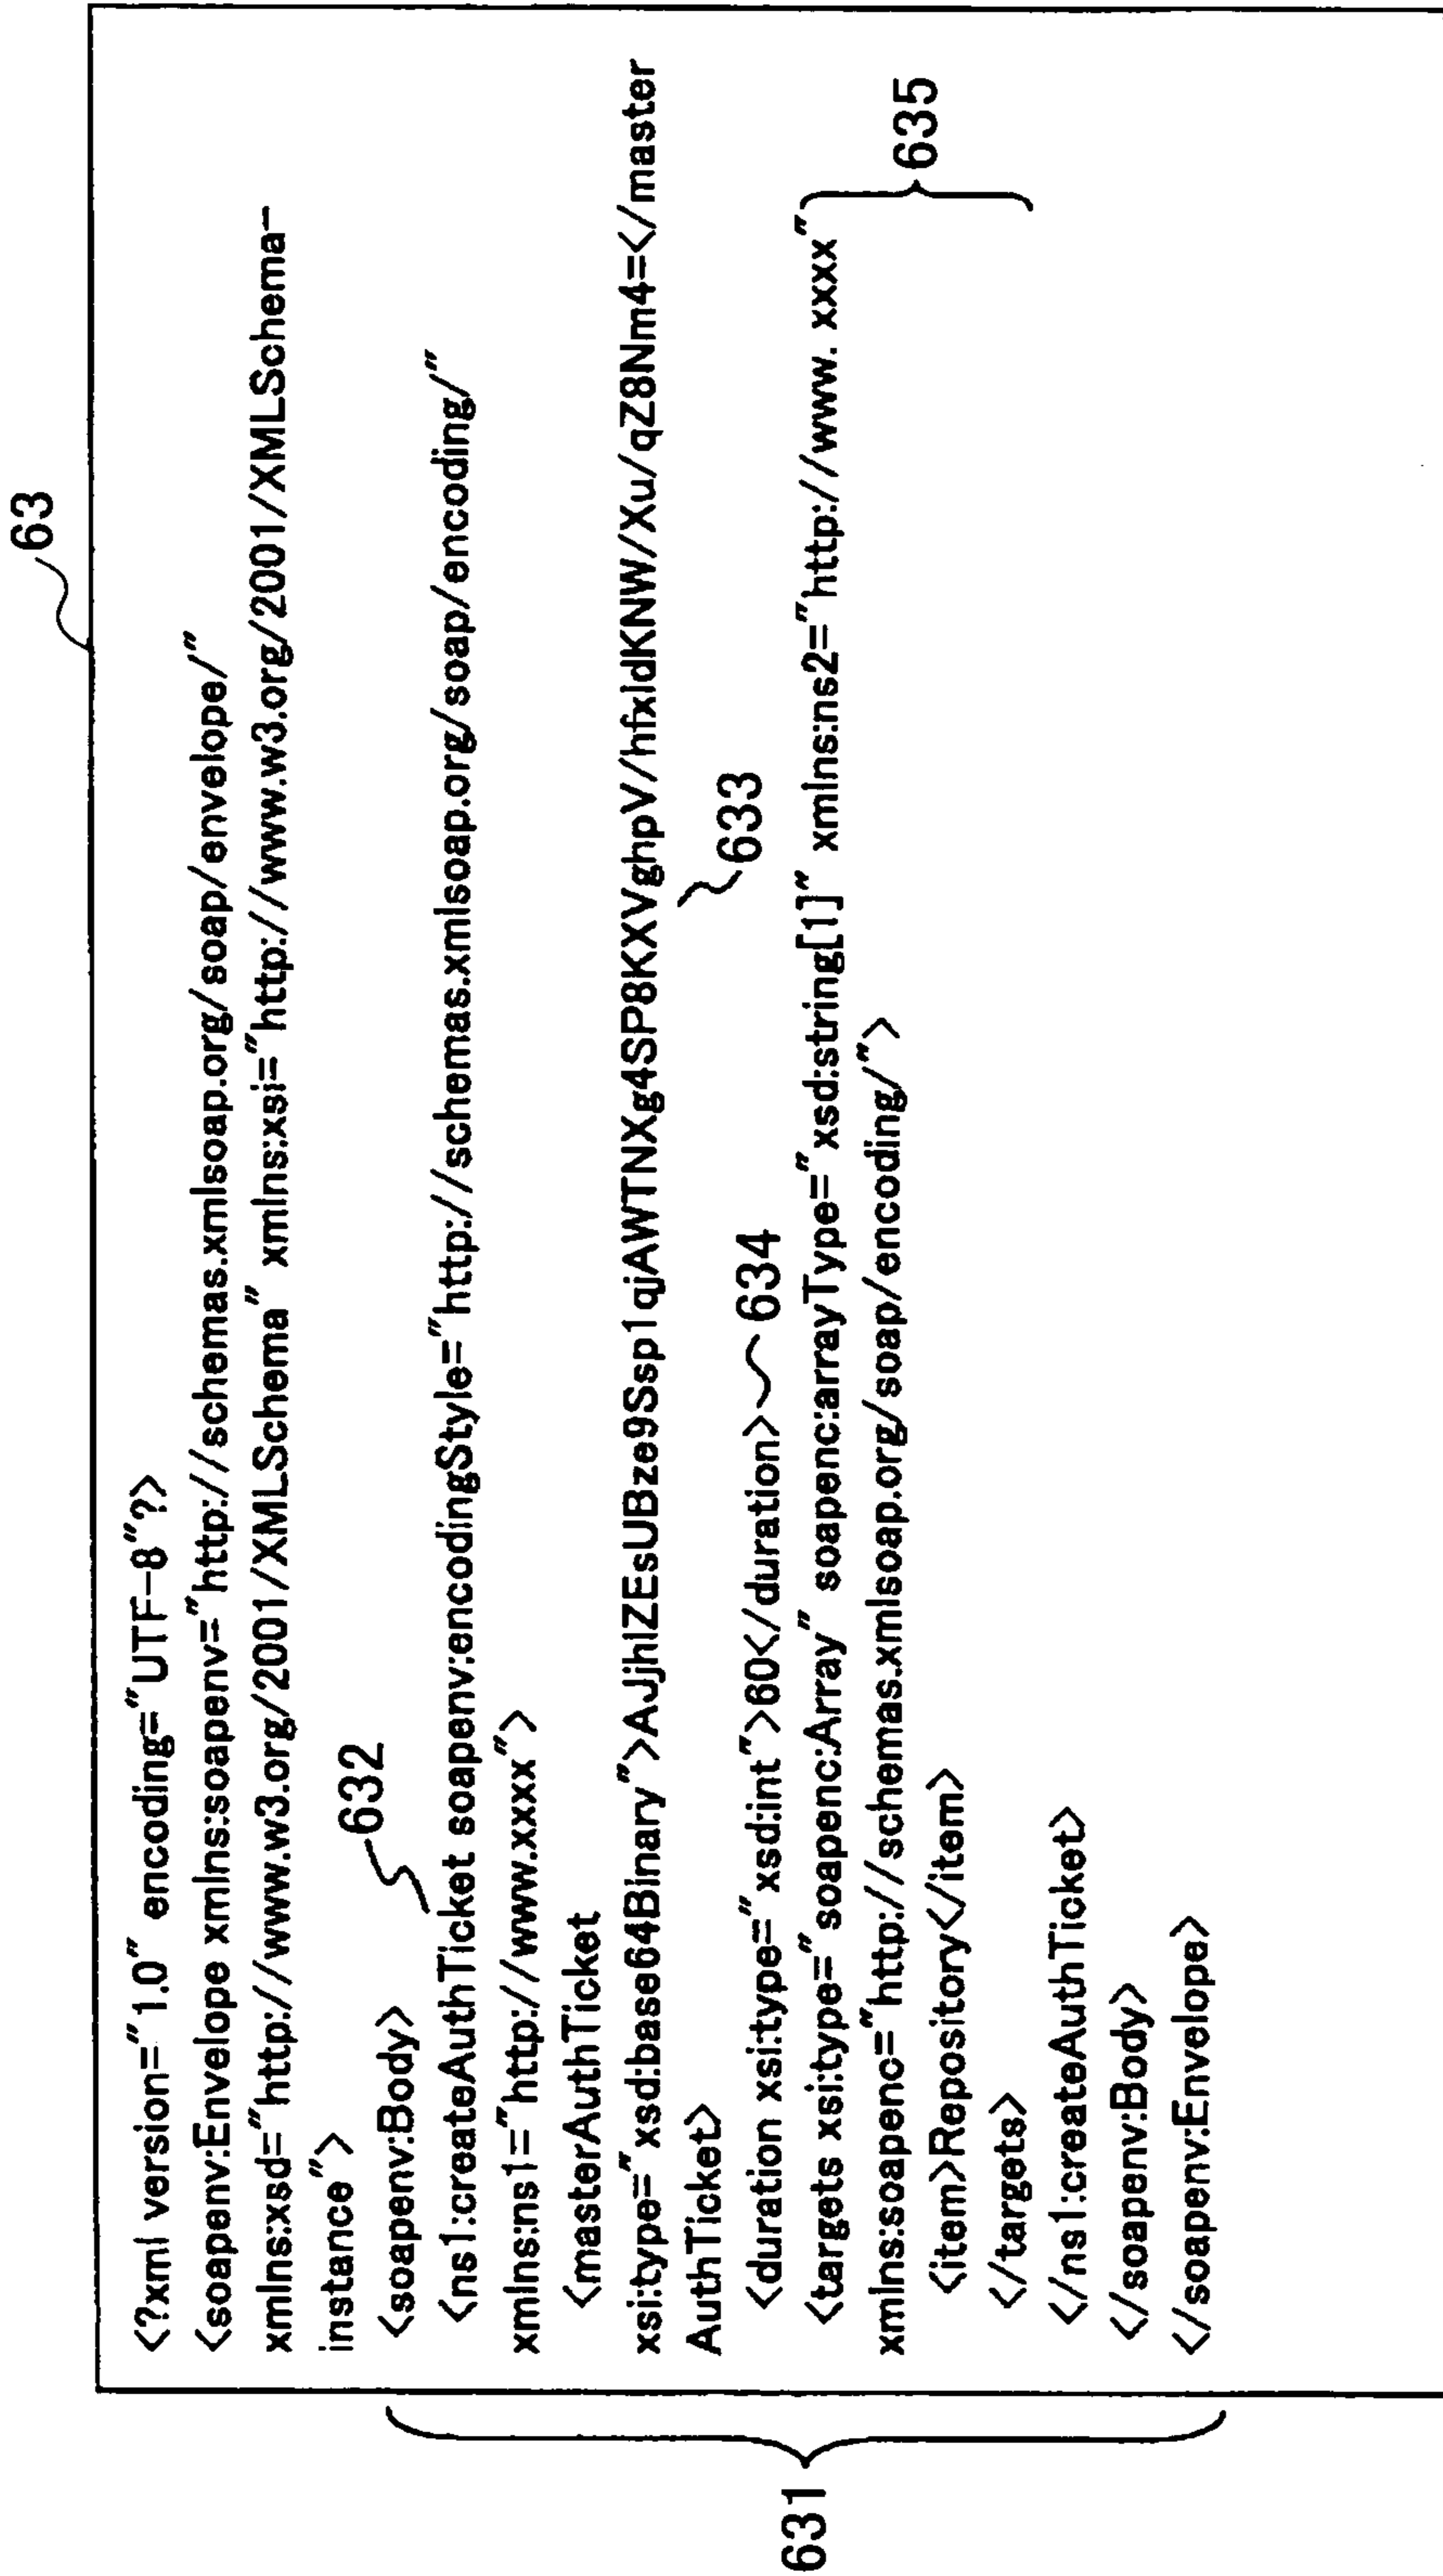 63
<?xml version="1.0" encoding="UTF-8"?>
<soapenv:Envelope xmlns:soapenv="http://schemas.xmlsoap.org/soap/envelope/"
xmlns:xsd="http://www.w3.org/2001/XMLSchema" xmlns:xsi="http://www.w3.org/2001/XMLSchema-
instance">
<soapenv:Body>
632
<ns1:createAuthTicket soapenv:encodingStyle="http://schemas.xmlsoap.org/soap/encoding/"
xmlns:ns1="http://www.xxx">
<masterAuthTicket
xsi:type="xsd:base64Binary">AJjhlZEsUBze9Ssp1qjAWTNXg4SP8KXVghpV/hfxIdKNW/Xu/qZ8Nm4=</master
AuthTicket>
633
<duration xsi:type="xsd:int">60</duration>
634
<targets xsi:type="soapenc:Array" soapenc:arrayType="xsd:string[1]" xmlns:ns2="http://www. xxxx"
xmlns:soapenc="http://schemas.xmlsoap.org/soap/encoding/">
635
<item>Repository</item>
</targets>
</ns1:createAuthTicket>
</soapenv:Body>
</soapenv:Envelope>
631